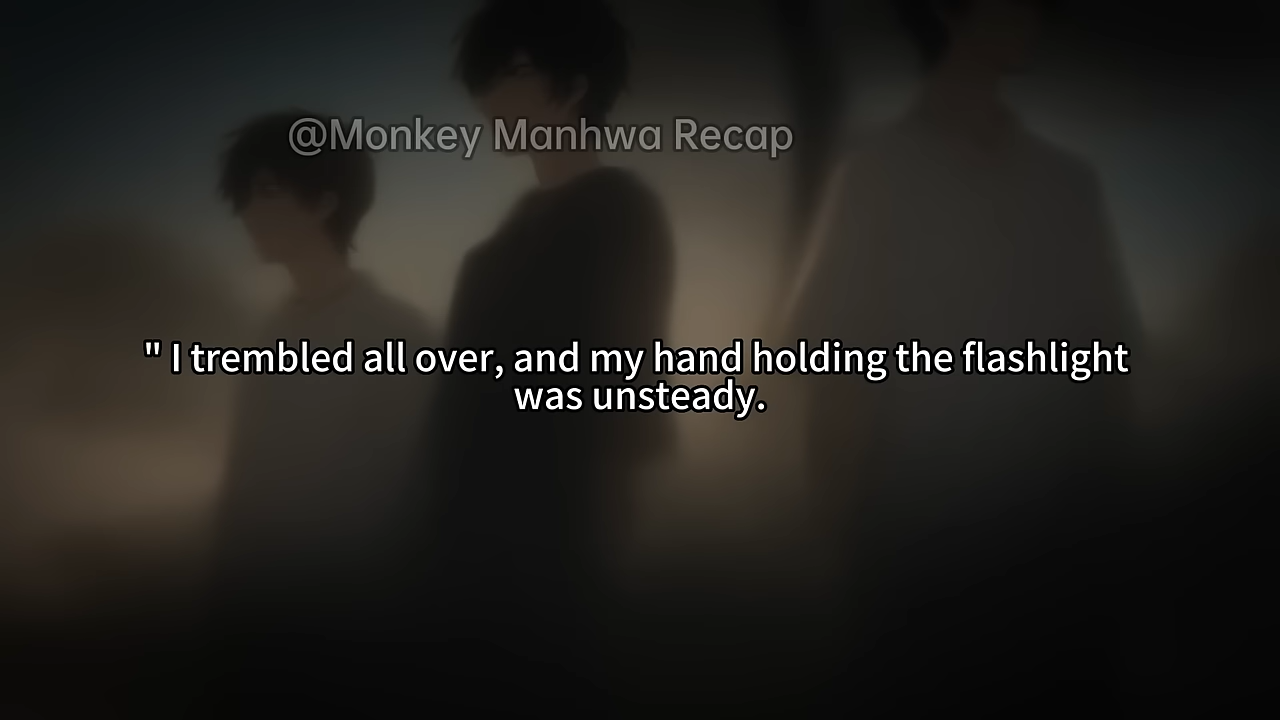 @Monkey Manhwa Recap
" I trembled all over, and my hand holding the flashlight
was unsteady.